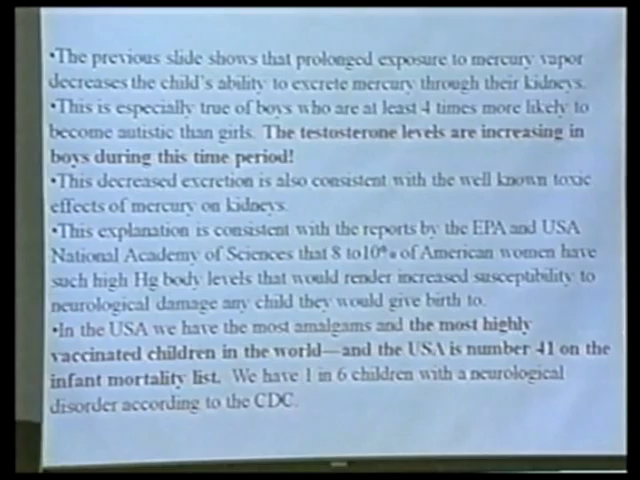 •The previous slide shows that prolonged exposure to mercury vapor
decreases the child's ability to excrete mercury through their kidneys.
•This is especially true of boys who are at least 4 times more likely to
become autistic than girls. The testosterone levels are increasing in
boys during this time period!
•This decreased excretion is also consistent with the well known toxic
effects of mercury on kidneys.
•This explanation is consistent with the reports by the EPA and USA
National Academy of Sciences that 8 to10% of American women have
such high Hg body levels that would render increased susceptibility to
neurological damage any child they would give birth to.
•In the USA we have the most amalgams and the most highly
vaccinated children in the world—and the USA is number 41 on the
infant mortality list. We have 1 in 6 children with a neurological
disorder according to the CDC.